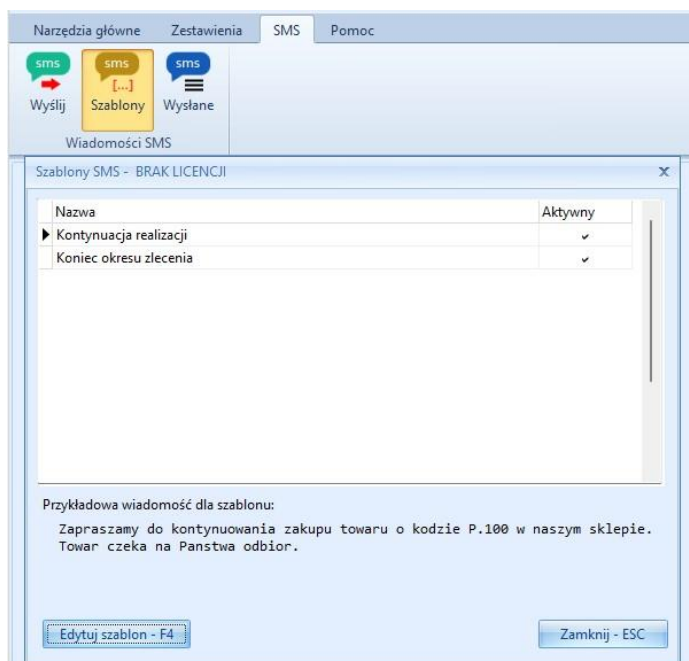 Narzędzia główne Zestawienia SMS Pomoc
sms sms sms
[...]
Wyślij Szablony Wysłane
Wiadomości SMS
Szablony SMS - BRAK LICENCJI x
Nazwa Aktywny
Kontynuacja realizacji
Koniec okresu zlecenia
Przykładowa wiadomość dla szablonu:
Zapraszamy do kontynuowania zakupu towaru o kodzie P.100 w naszym sklepie.
Towar czeka na Panstwa odbior.
Edytuj szablon - F4 Zamknij - ESC